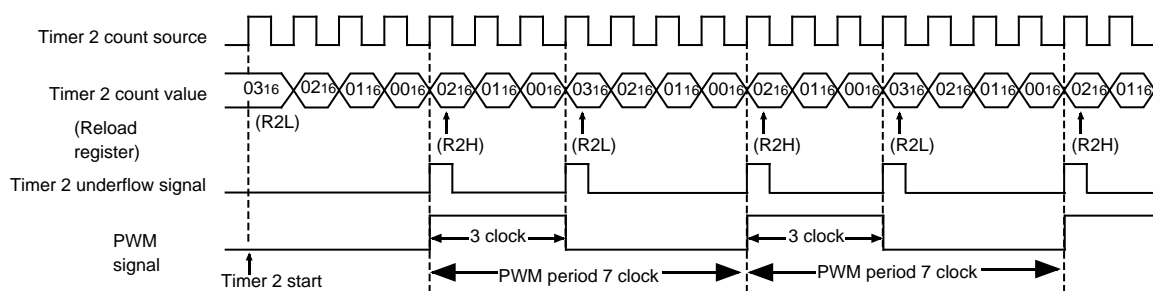 Timer 2 count source
Timer 2 count value
0316 0216 0116 0016 0216 0116 0016 0316 0216 0116 0016 0216 0116 0016 0316 0216 0116 0016 0216 0116
(Reload
register)
(R2L) (R2H) (R2L) (R2H) (R2L) (R2H)
Timer 2 underflow signal
PWM
signal
3 clock 3 clock
Timer 2 start
PWM period 7 clock PWM period 7 clock